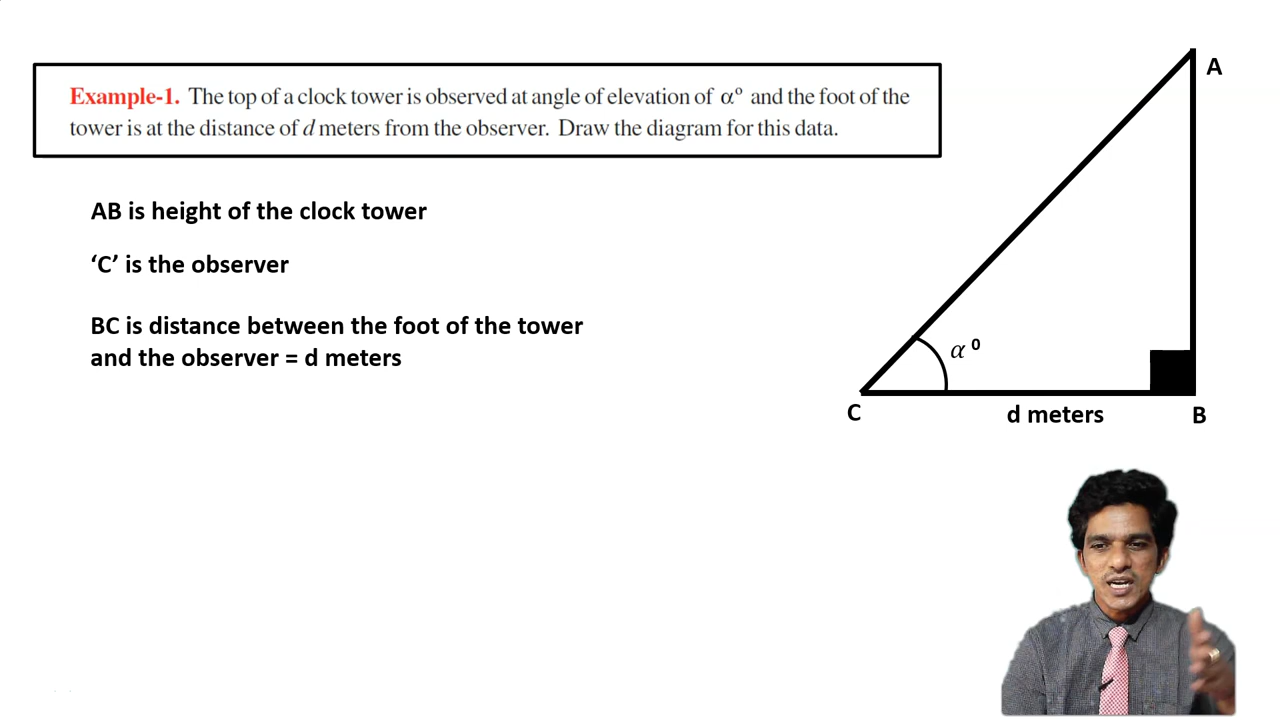 Example-1. The top of a clock tower is observed at angle of elevation of α° and the foot of the
tower is at the distance of d meters from the observer. Draw the diagram for this data.
AB is height of the clock tower
‘C’ is the observer
BC is distance between the foot of the tower
and the observer = d meters
A
α⁰
C
d meters
B